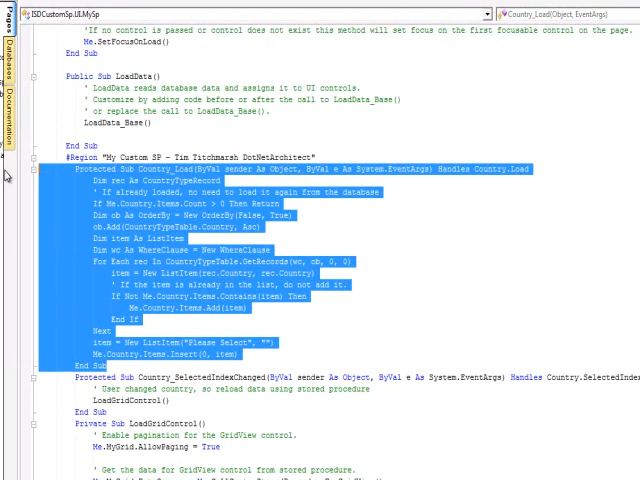 Pages
Databases
Documentation
ISDCustomSp.UI.MySp
Country_Load(Object, EventArgs)
'If no control is passed or control does not exist this method will set focus on the first focusable control on the page.
Me.SetFocusOnLoad()
End Sub
Public Sub LoadData()
' LoadData reads database data and assigns it to UI controls.
' Customize by adding code before or after the call to LoadData_Base()
' or replace the call to LoadData_Base().
LoadData_Base()
End Sub
#Region "My Custom SP - Tim Titchmarsh DotNetArchitect"
Protected Sub Country_Load(ByVal sender As Object, ByVal e As System.EventArgs) Handles Country.Load
Dim rec As CountryTypeRecord
' If already loaded, no need to load it again from the database
If Me.Country.Items.Count > 0 Then Return
Dim ob As OrderBy = New OrderBy(False, True)
ob.Add(CountryTypeTable.Country, Asc)
Dim item As ListItem
Dim wc As WhereClause = New WhereClause
For Each rec In CountryTypeTable.GetRecords(wc, ob, 0, 0)
item = New ListItem(rec.Country, rec.Country)
' If the item is already in the list, do not add it.
If Not Me.Country.Items.Contains(item) Then
Me.Country.Items.Add(item)
End If
Next
item = New ListItem("Please Select", "")
Me.Country.Items.Insert(0, item)
End Sub
Protected Sub Country_SelectedIndexChanged(ByVal sender As Object, ByVal e As System.EventArgs) Handles Country.SelectedIndex
' User changed country, so reload data using stored procedure
LoadGridControl()
End Sub
Private Sub LoadGridControl()
' Enable pagination for the GridView control.
Me.MyGrid.AllowPaging = True
' Get the data for GridView control from stored procedure.